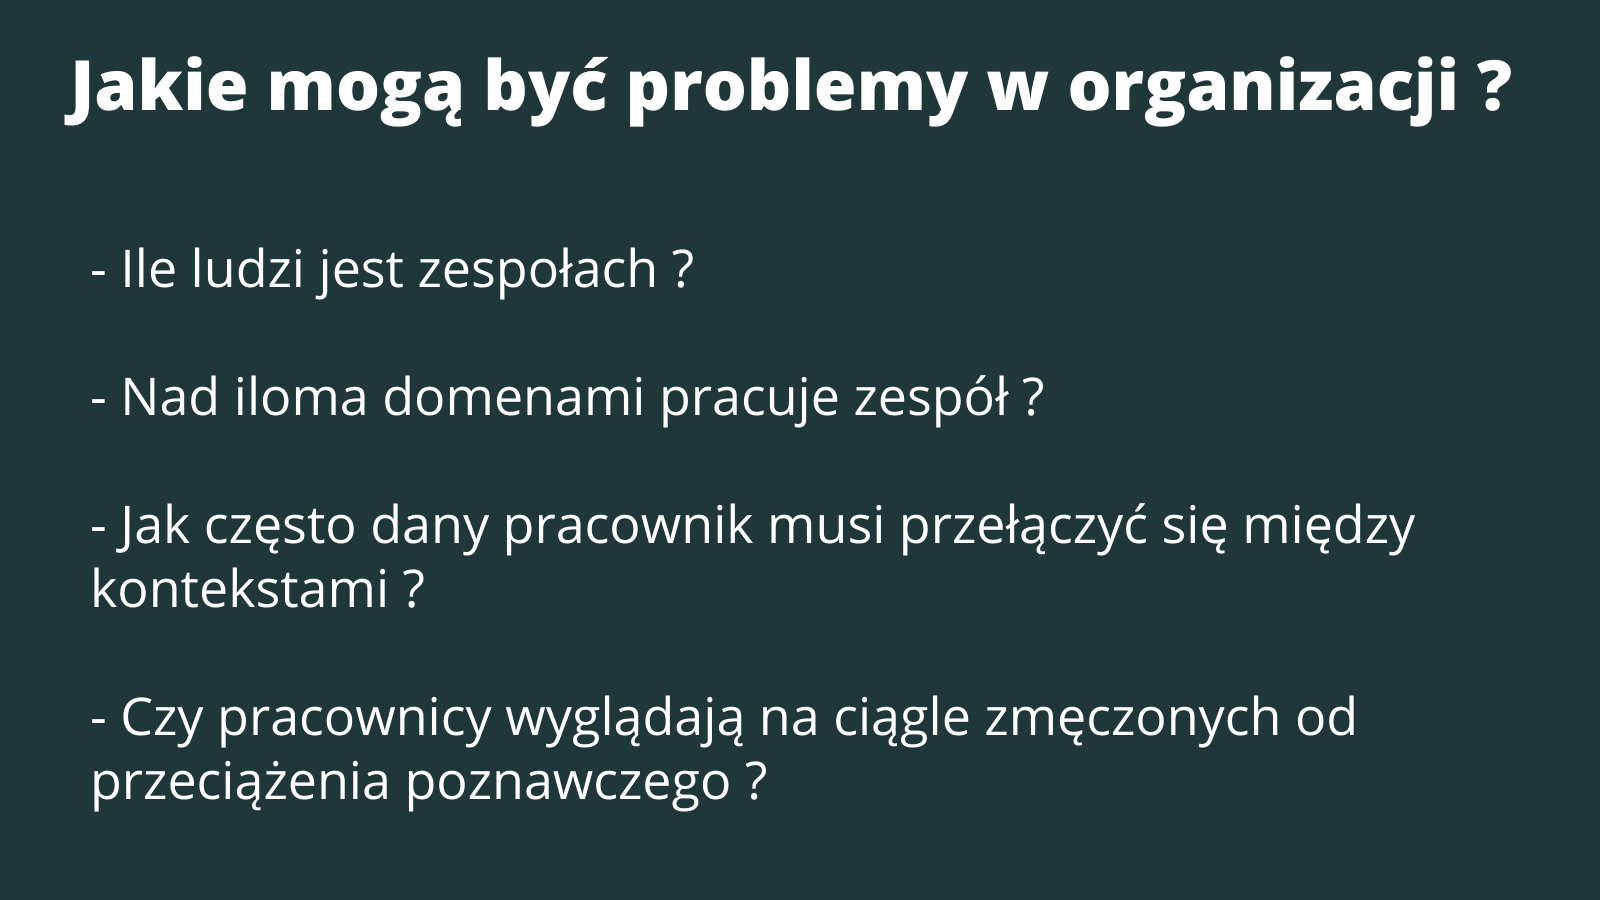 Jakie mogą być problemy w organizacji ?
- Ile ludzi jest zespołach ?
- Nad iloma domenami pracuje zespół ?
- Jak często dany pracownik musi przełączyć się między
kontekstami ?
- Czy pracownicy wyglądają na ciągle zmęczonych od
przeciążenia poznawczego ?